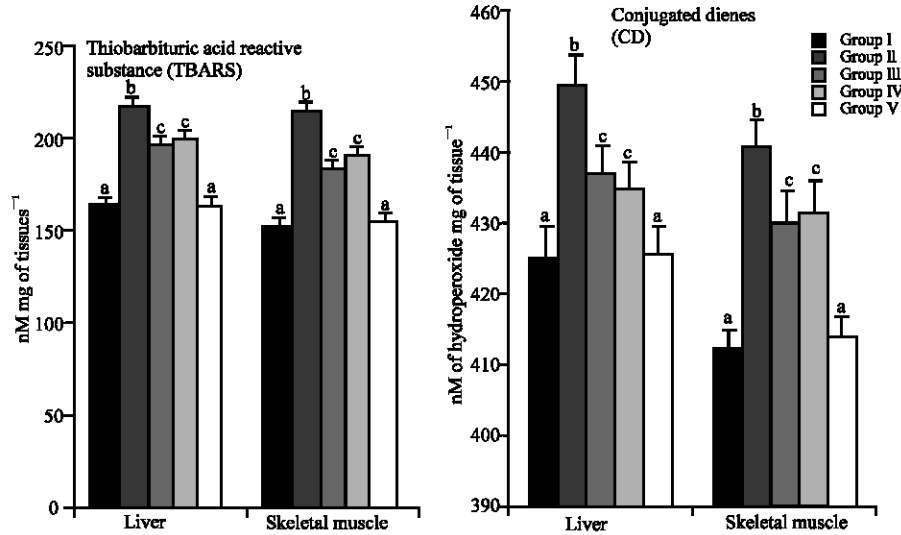 Thiobarbituric acid reactive
substance (TBARS)
nM mg of tissues⁻¹
250
200
150
100
50
0
a
b
c
c
a
a
b
c
c
a
Liver
Skeletal muscle
Conjugated dienes
(CD)
nM of hydroperoxide mg of tissue⁻¹
460
450
440
430
420
410
400
390
a
b
c
c
a
a
b
c
c
a
Liver
Skeletal muscle
Group I
Group II
Group III
Group IV
Group V